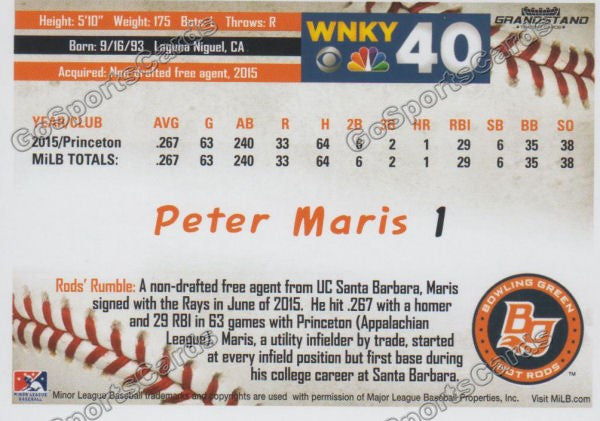 Height: 5'10" Weight: 175 Throws: R
Born: 9/16/93 Laguna Niguel, CA
Acquired: Non-drafted free agent, 2015
WNKY 40
GRANDSTAND
YEAR/CLUB AVG G AB R H 2B 3B HR RBI SB BB SO
2015/Princeton .267 63 240 33 64 6 2 1 29 6 35 38
MiLB TOTALS: .267 63 240 33 64 6 2 1 29 6 35 38
Peter Maris 1
Rods' Rumble: A non-drafted free agent from UC Santa Barbara, Maris
signed with the Rays in June of 2015. He hit .267 with a homer
and 29 RBI in 63 games with Princeton (Appalachian
League). Maris, a utility infielder by trade, started
at every infield position but first base during
his college career at Santa Barbara.
BOWLING GREEN
BG
HOT RODS
TM
MINOR LEAGUE
BASEBALL
Minor League Baseball trademarks and copyrights are used with permission of Major League Baseball Properties, Inc. Visit MiLB.com
GoSportsCards